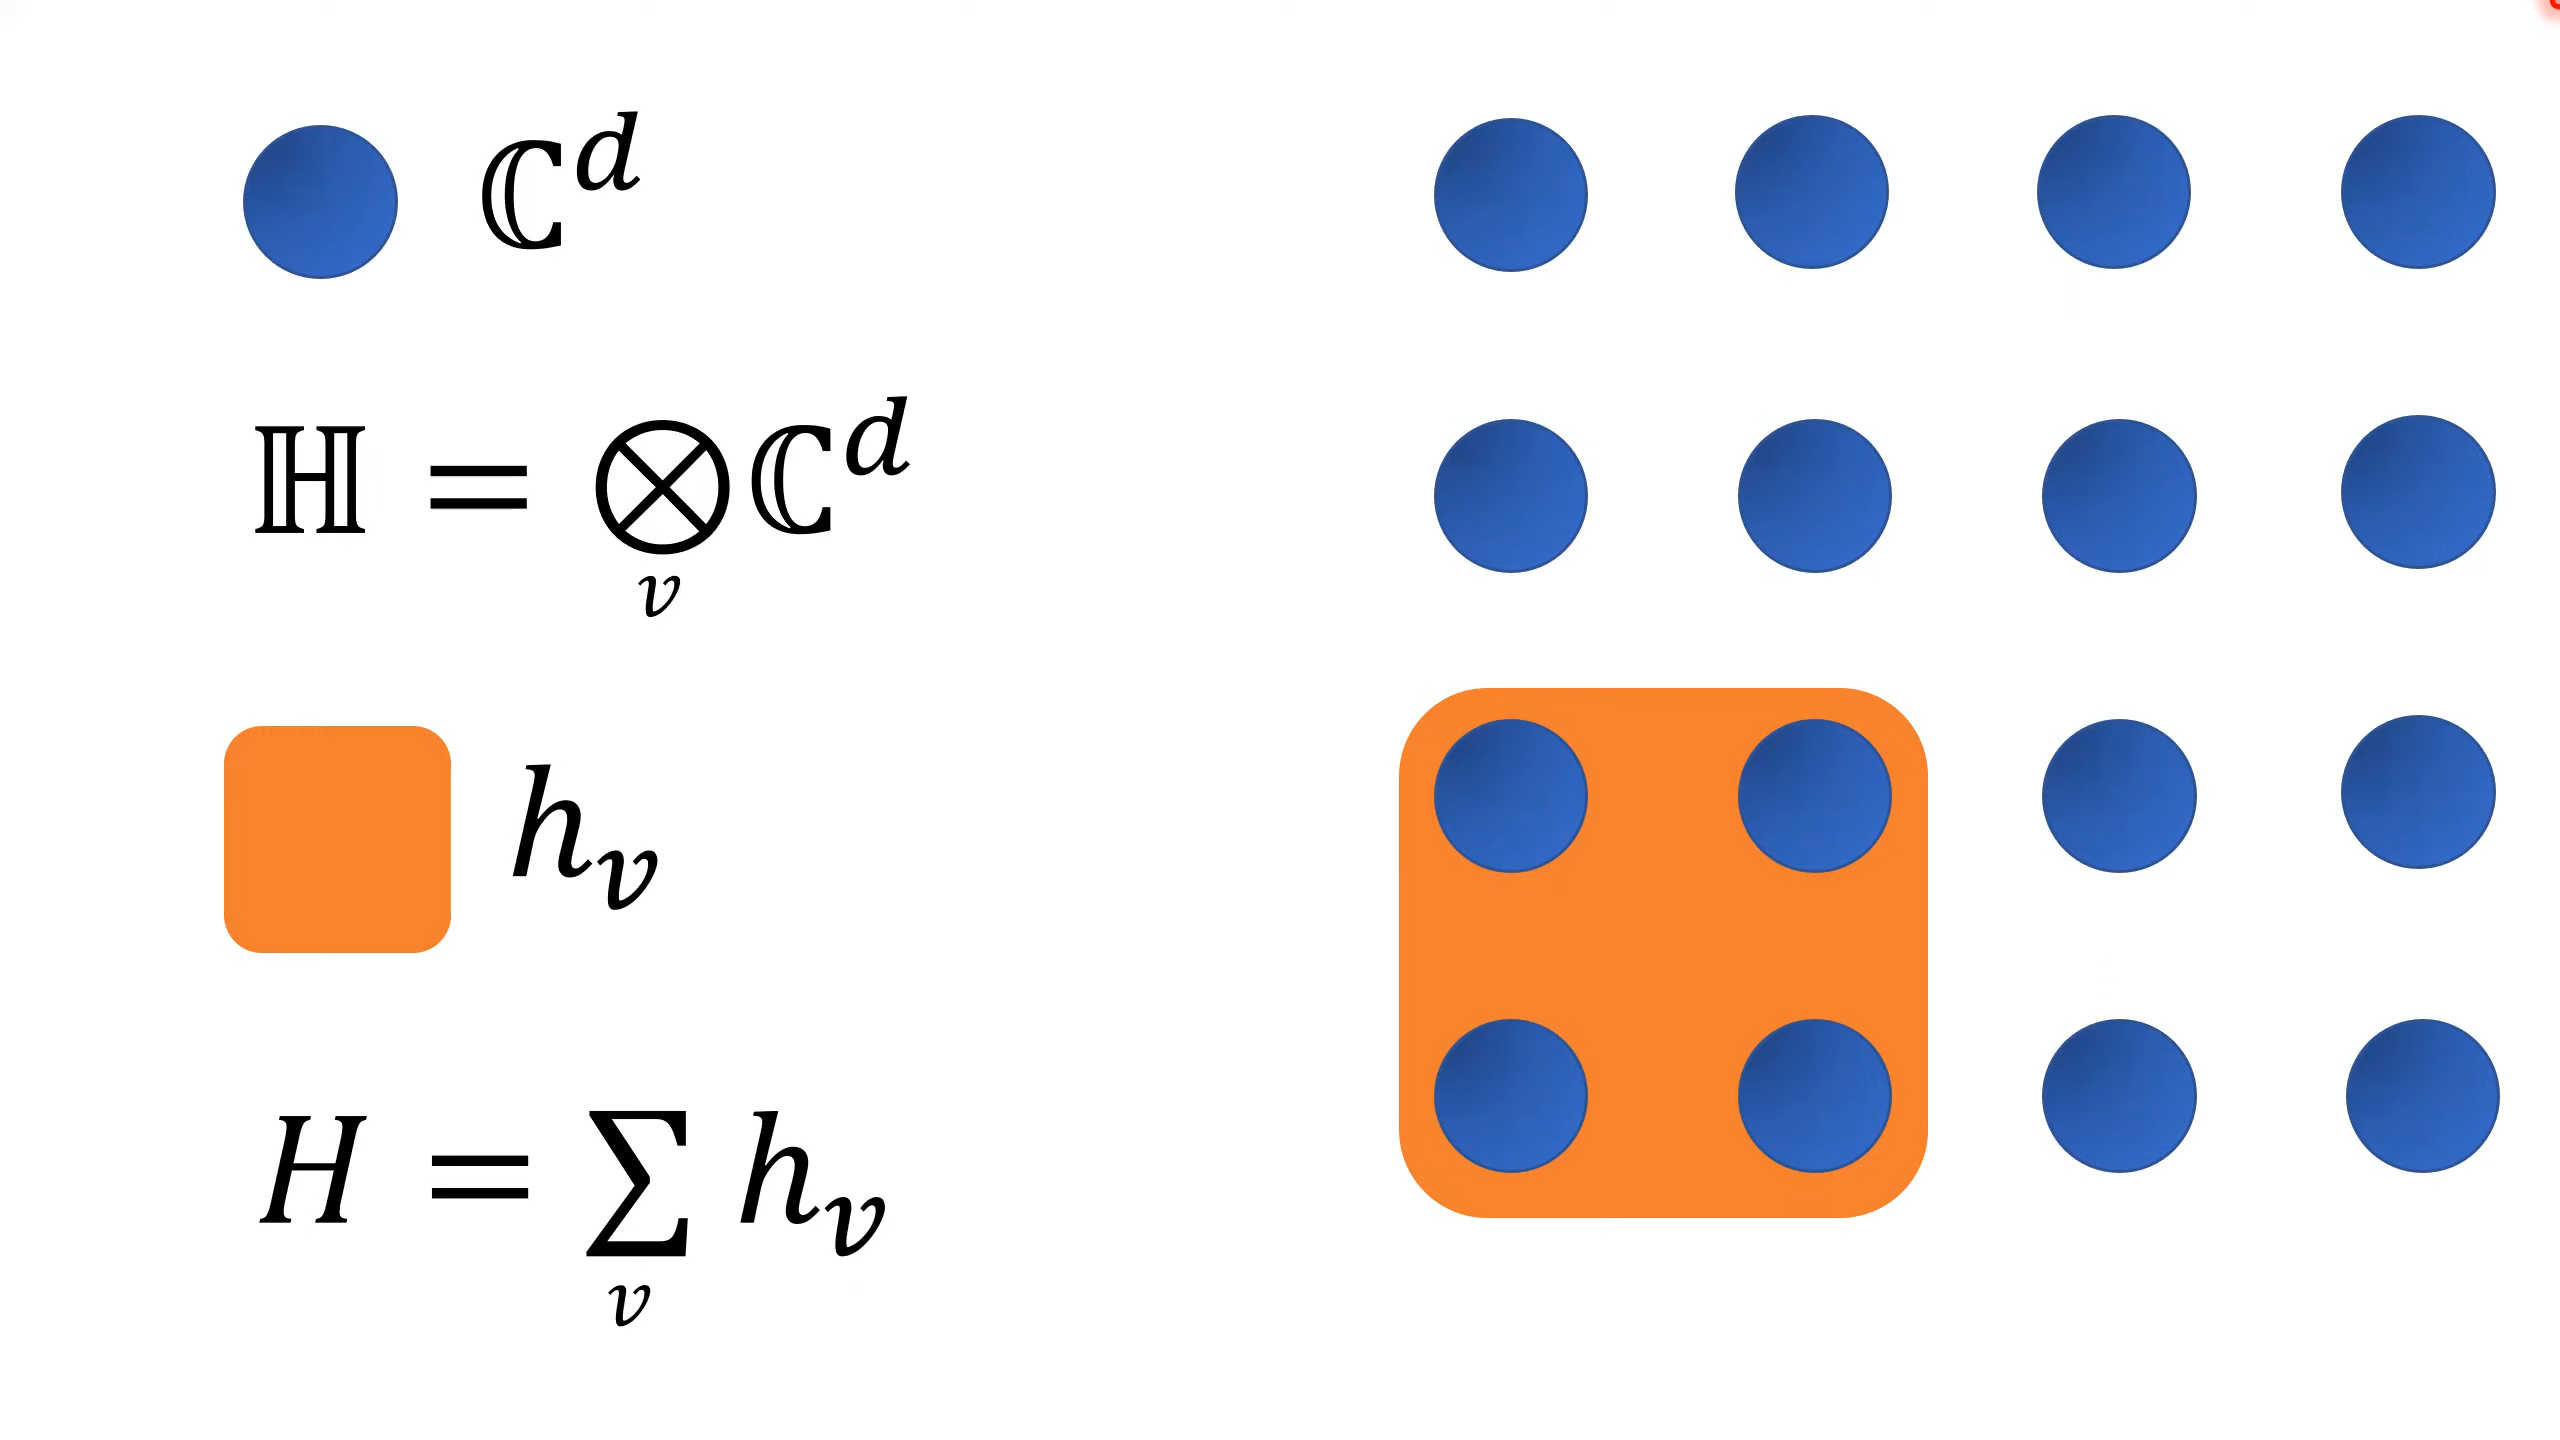 ℂ^d
ℍ = ⊗_v ℂ^d
h_v
H = ∑_v h_v